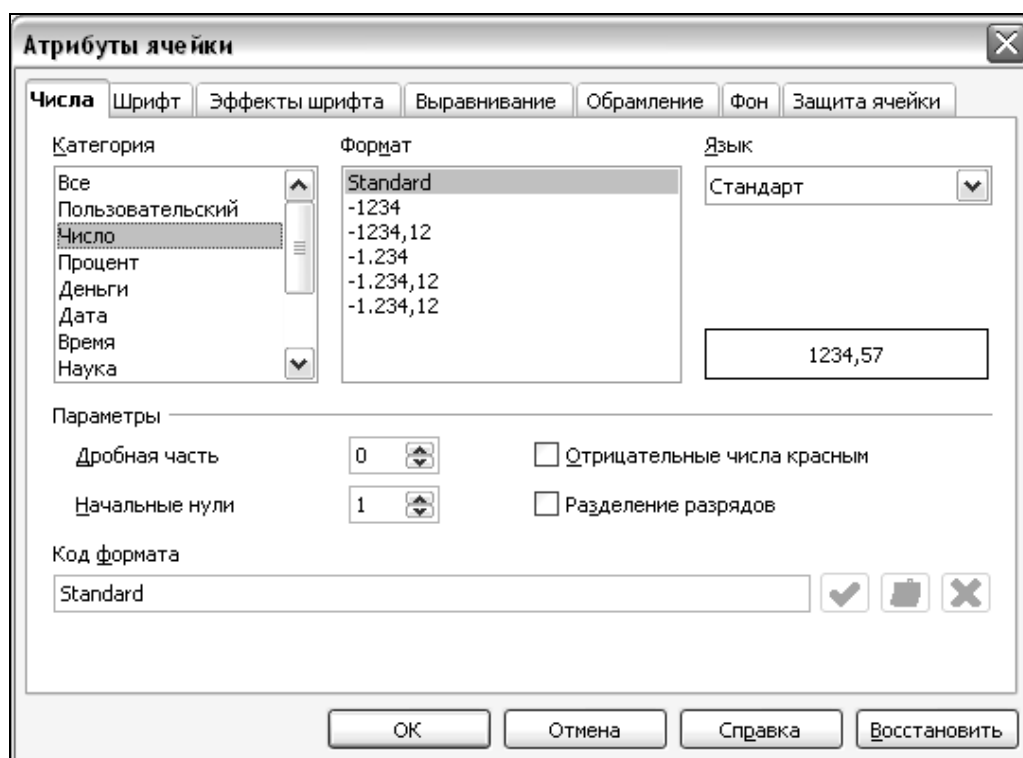 Атрибуты ячейки
Числа Шрифт Эффекты шрифта Выравнивание Обрамление Фон Защита ячейки
Категория
Все
Пользовательский
Число
Процент
Деньги
Дата
Время
Наука
Формат
Standard
-1234
-1234,12
-1.234
-1.234,12
-1.234,12
Язык
Стандарт
1234,57
Параметры
Дробная часть 0
Отрицательные числа красным
Начальные нули 1
Разделение разрядов
Код формата
Standard
ОК Отмена Справка Восстановить